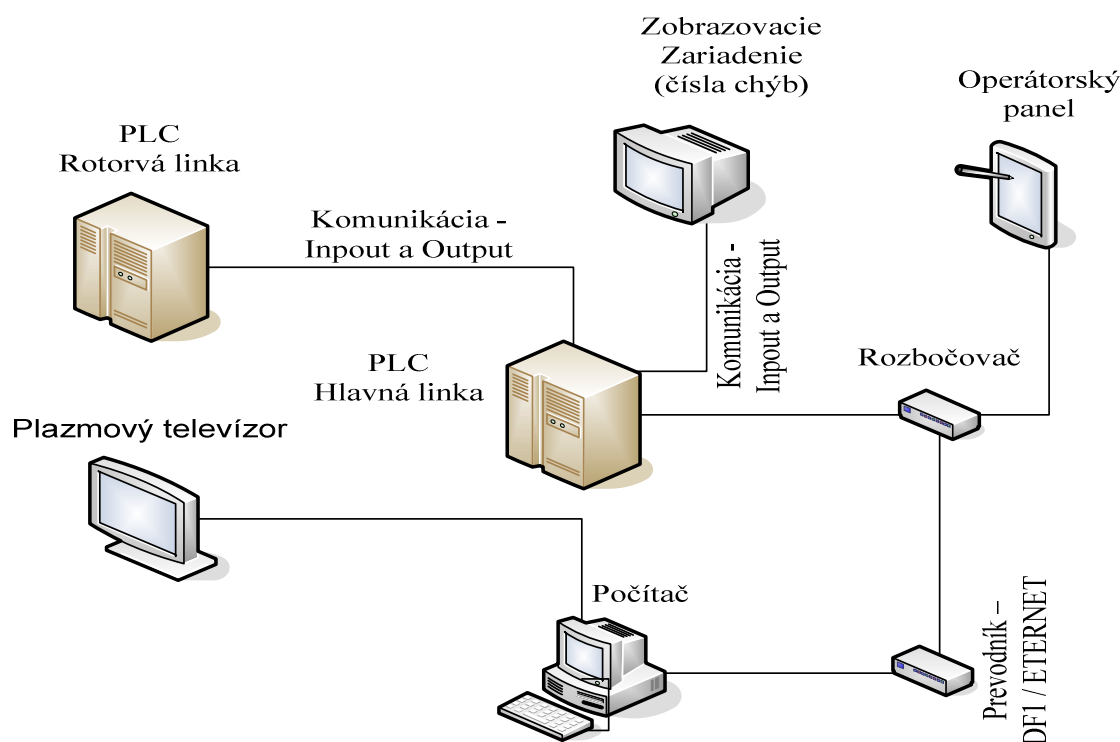 Zobrazovacie
Zariadenie
(čísla chýb)
Operátorský
panel
PLC
Rotorvá linka
Komunikácia -
Inpout a Output
Komunikácia -
Inpout a Output
PLC
Hlavná linka
Rozbočovač
Plazmový televízor
Počítač
Prevodník –
DF1 / ETERNET